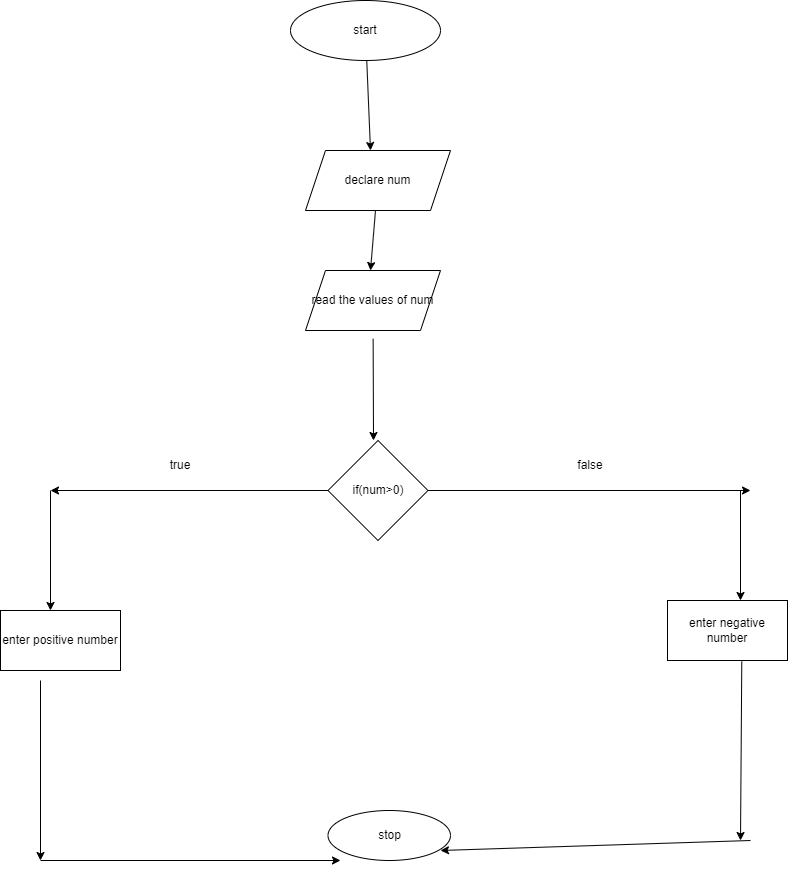 start
declare num
read the values of num
true
false
if(num>0)
enter positive number
enter negative
number
stop